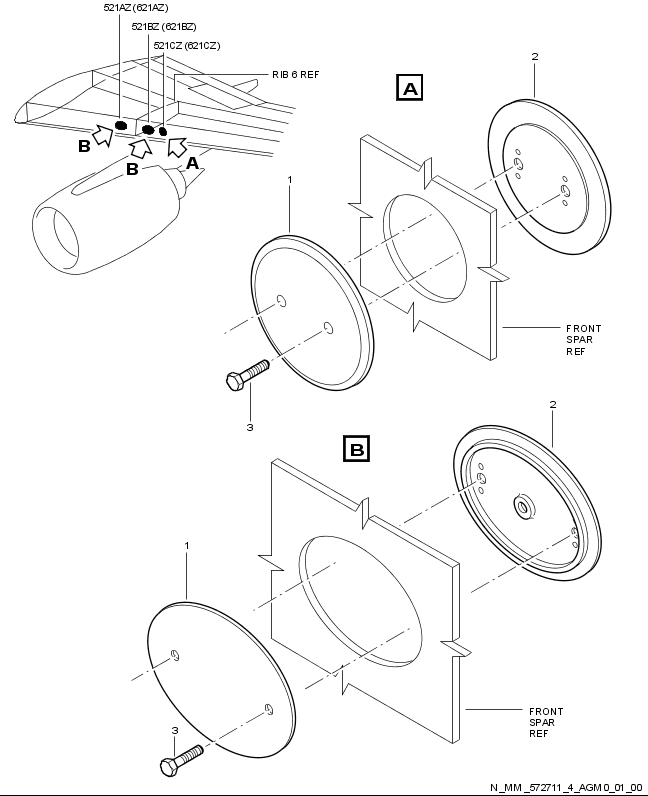 521AZ (621AZ)
521BZ (621BZ)
521CZ (621CZ)
RIB 6 REF
B
B
A
A
2
1
FRONT
SPAR
REF
3
B
2
1
FRONT
SPAR
REF
3
N_MM_572711_4_AGM0_01_00